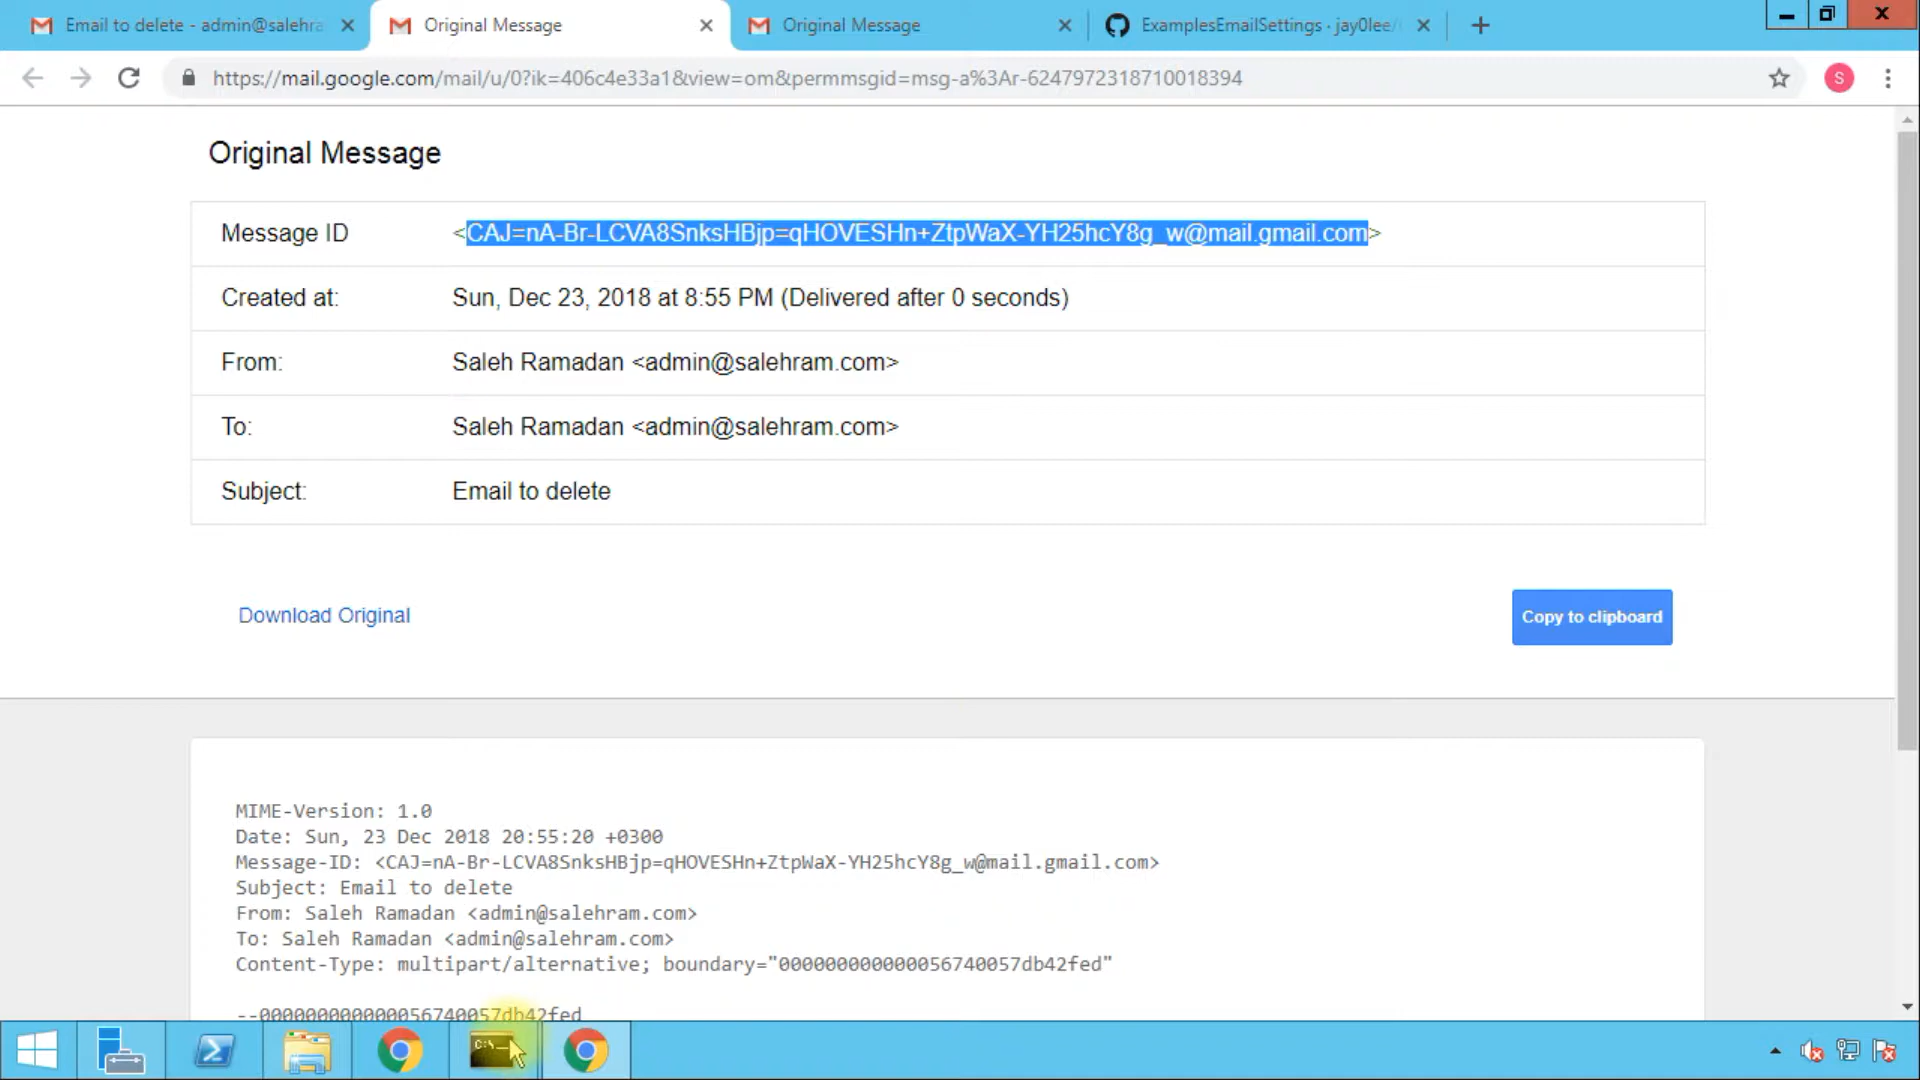 Email to delete - admin@salehra
Original Message
Original Message
ExamplesEmailSettings · jay0lee/
https://mail.google.com/mail/u/0?ik=406c4e33a1&view=om&permmsgid=msg-a%3Ar-6247972318710018394
S
Original Message
Message ID <CAJ=nA-Br-LCVA8SnksHBjp=qHOVESHn+ZtpWaX-YH25hcY8g_w@mail.gmail.com>
Created at: Sun, Dec 23, 2018 at 8:55 PM (Delivered after 0 seconds)
From: Saleh Ramadan <admin@salehram.com>
To: Saleh Ramadan <admin@salehram.com>
Subject: Email to delete
Download Original
Copy to clipboard
MIME-Version: 1.0
Date: Sun, 23 Dec 2018 20:55:20 +0300
Message-ID: <CAJ=nA-Br-LCVA8SnksHBjp=qHOVESHn+ZtpWaX-YH25hcY8g_w@mail.gmail.com>
Subject: Email to delete
From: Saleh Ramadan <admin@salehram.com>
To: Saleh Ramadan <admin@salehram.com>
Content-Type: multipart/alternative; boundary="000000000000056740057db42fed"
--000000000000056740057db42fed